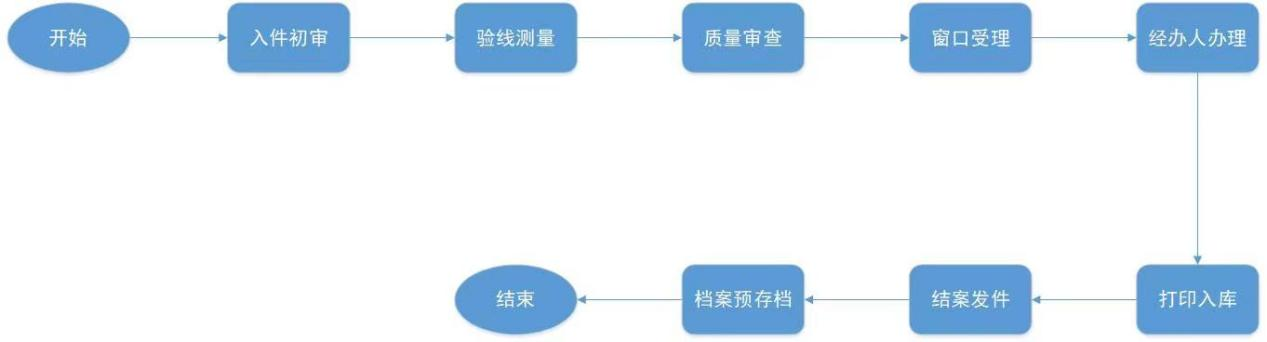 开始
入件初审
验线测量
质量审查
窗口受理
经办人办理
打印入库
结案发件
档案预存档
结束